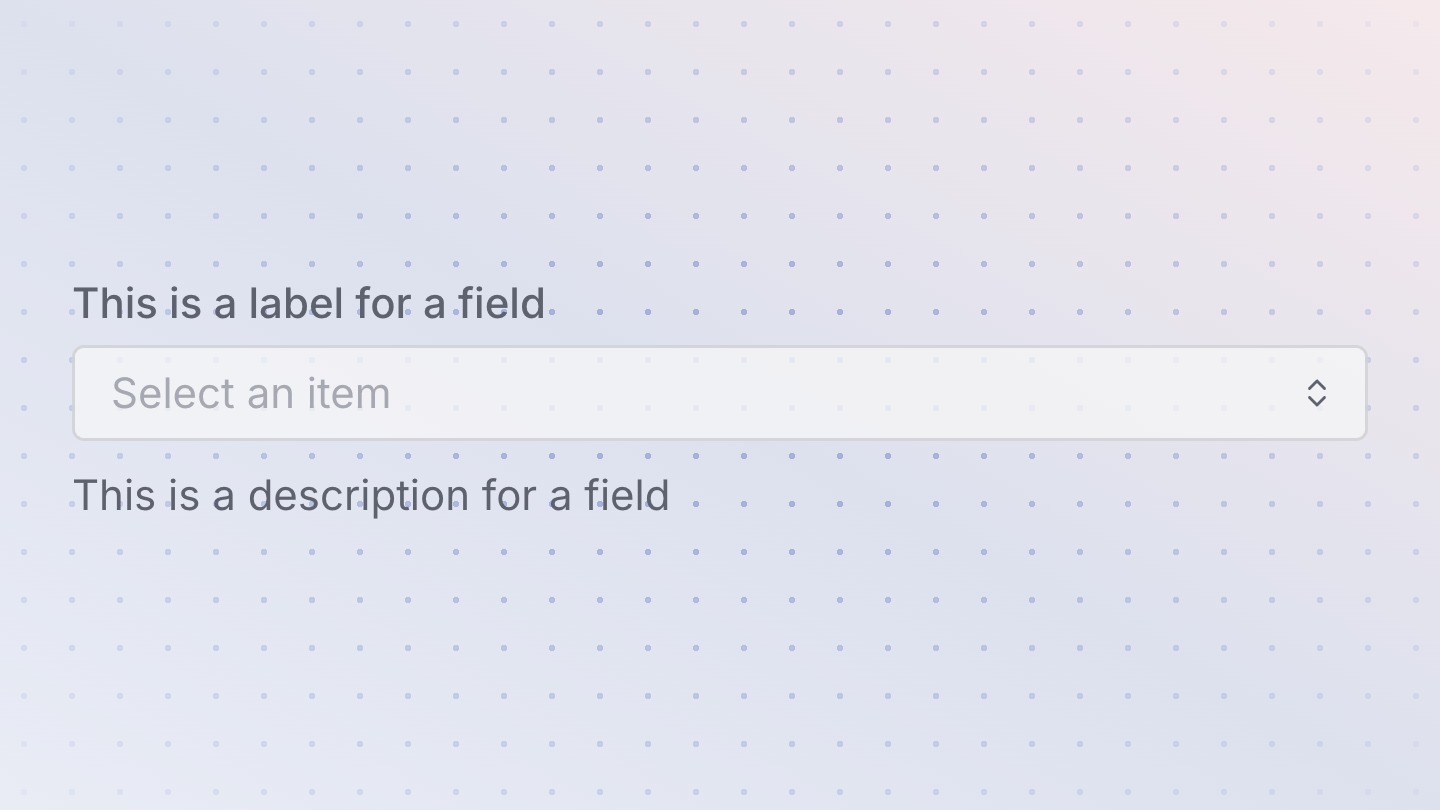 This is a label for a field
Select an item
This is a description for a field